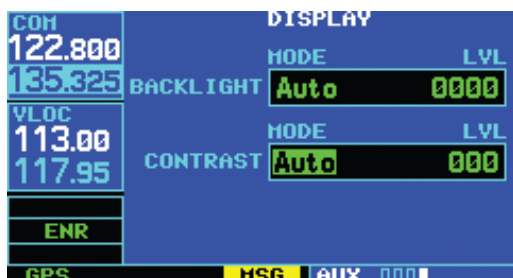 COM
122.800
135.325
VLOC
113.00
117.95
ENR
GPS
DISPLAY
MODE LVL
BACKLIGHT Auto 0000
MODE LVL
CONTRAST Auto 000
MSG AUX